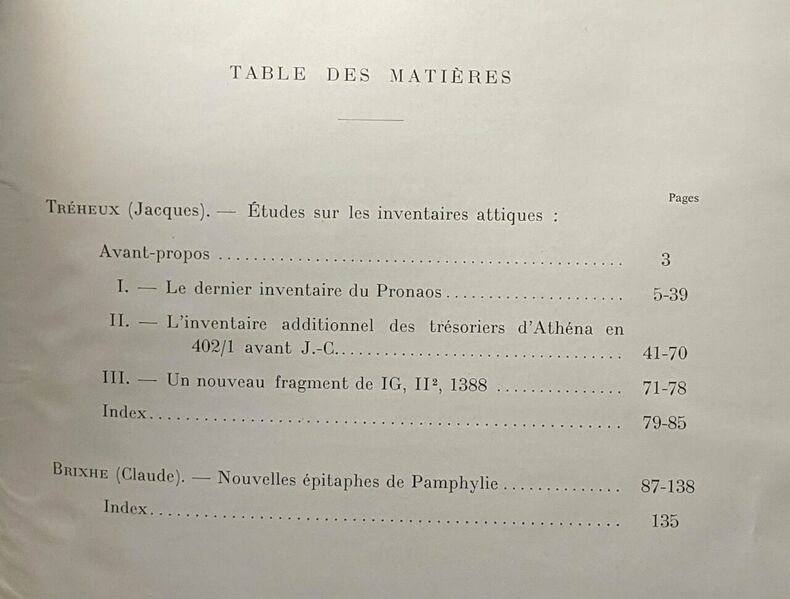 TABLE DES MATIÈRES
Pages
TRÉHEUX (Jacques). — Études sur les inventaires attiques :
Avant-propos ............................................... 3
I. — Le dernier inventaire du Pronaos..................... 5-39
II. — L'inventaire additionnel des trésoriers d'Athéna en
402/1 avant J.-C................................. 41-70
III. — Un nouveau fragment de IG, II², 1388 ............... 71-78
Index....................................................... 79-85
BRIXHE (Claude). — Nouvelles épitaphes de Pamphylie.............. 87-138
Index....................................................... 135